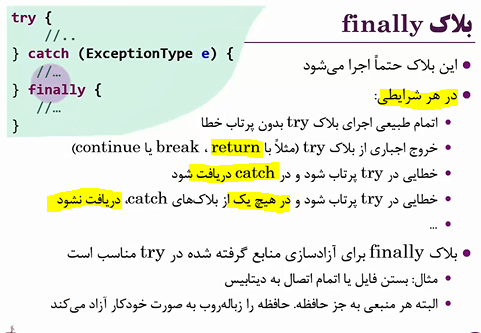 بلاک finally
try {
//..
} catch (ExceptionType e) {
//…
} finally {
//…
}
این بلاک حتماً اجرا می‌شود
در هر شرایطی:
اتمام طبیعی اجرای بلاک try بدون پرتاب خطا
خروج اجباری از بلاک try (مثلاً با return ، break یا continue)
خطایی در try پرتاب شود و در catch دریافت شود
خطایی در try پرتاب شود و در هیچ یک از بلاک‌های catch، دریافت نشود
...
بلاک finally برای آزادسازی منابع گرفته شده در try مناسب است
مثال: بستن فایل یا اتمام اتصال به دیتابیس
البته هر منبعی به جز حافظه. حافظه را زباله‌روب به صورت خودکار آزاد می‌کند